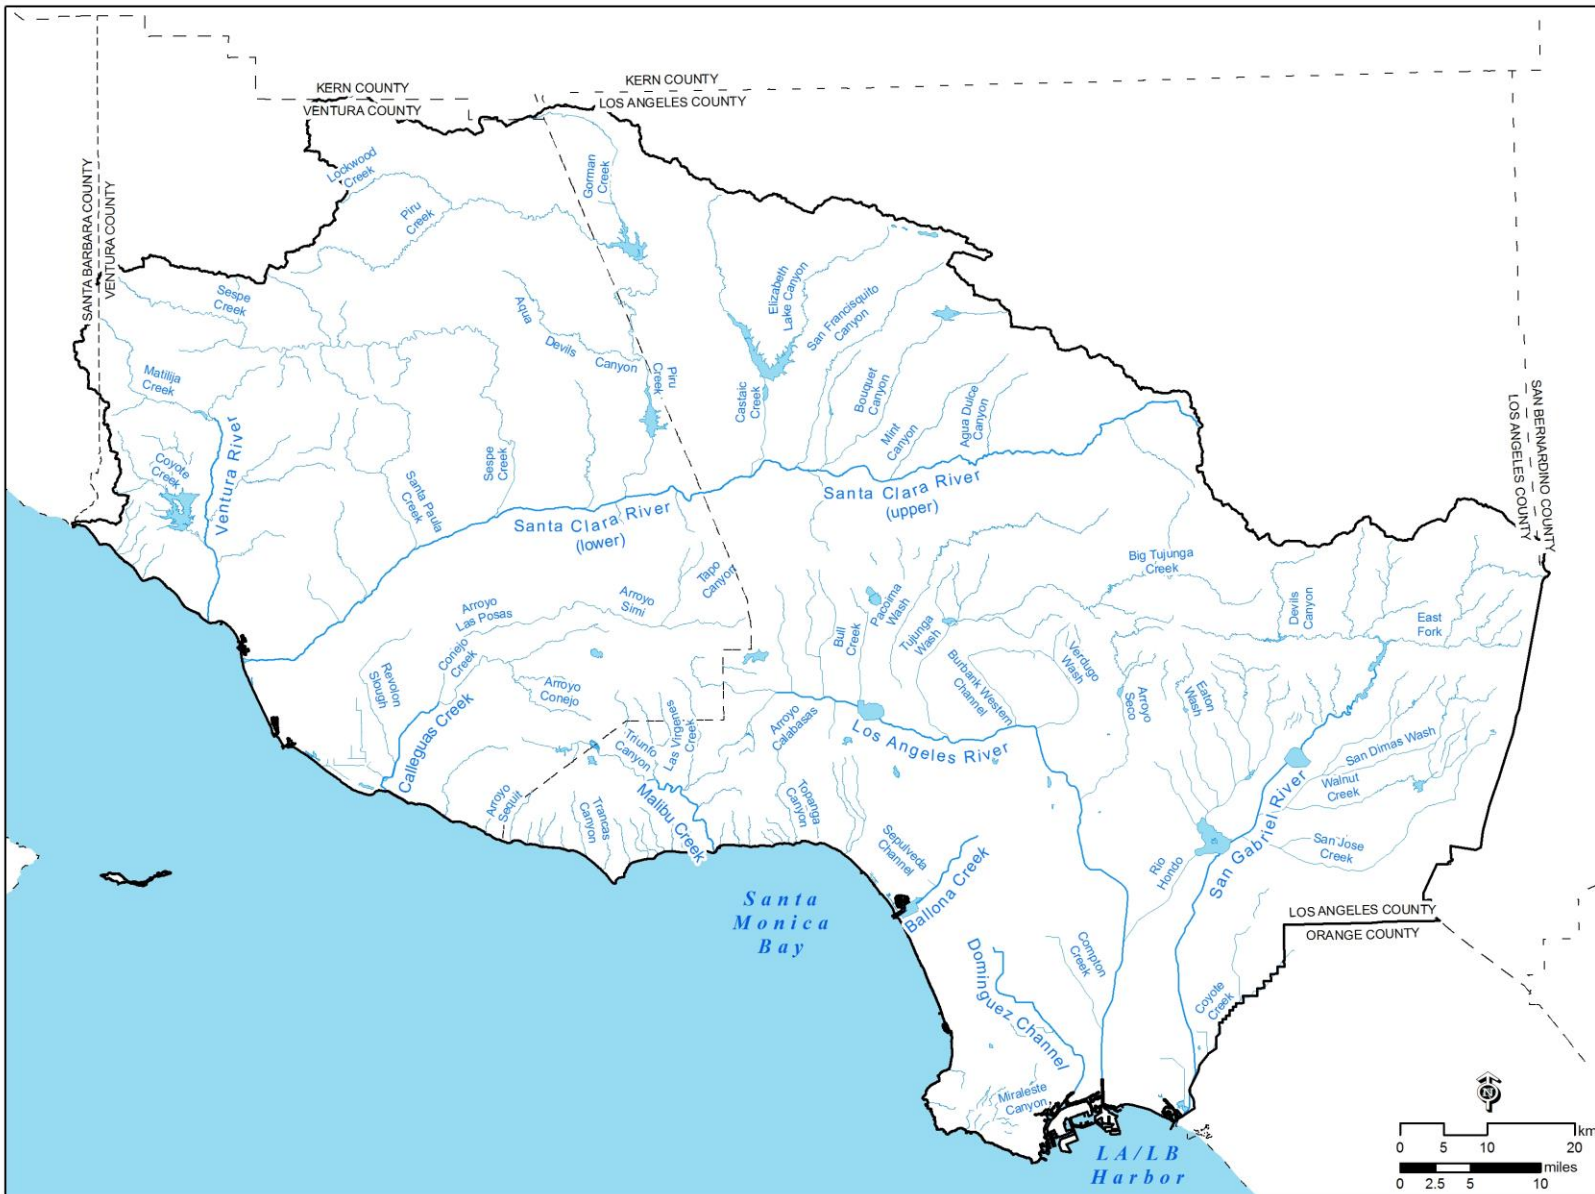 KERN COUNTY
VENTURA COUNTY
KERN COUNTY
LOS ANGELES COUNTY
SANTA BARBARA COUNTY
VENTURA COUNTY
Lockwood
Creek
Piru
Creek
Gorman
Creek
Sespe
Creek
Aqua
Devils
Canyon
Piru
Creek
Castaic
Creek
Elizabeth
Lake Canyon
San Francisquito
Canyon
Bouquet
Canyon
Mint
Canyon
Agua Dulce
Canyon
SAN BERNARDINO COUNTY
LOS ANGELES COUNTY
Matilija
Creek
Coyote
Creek
Ventura River
Santa Paula
Creek
Sespe
Creek
Santa Clara River
(lower)
Santa Clara River
(upper)
Big Tujunga
Creek
Devils
Canyon
East
Fork
Tapo
Canyon
Arroyo
Simi
Arroyo
Las Posas
Conejo
Creek
Revolon
Slough
Arroyo
Conejo
Calleguas Creek
Bull
Creek
Pacoima
Wash
Tujunga
Wash
Burbank Western
Channel
Verdugo
Wash
Arroyo
Seco
Eaton
Wash
Arroyo
Calabasas
Los Angeles River
Las Virgenes
Creek
Triunfo
Canyon
Malibu Creek
Arroyo
Sequit
Trancas
Canyon
Topanga
Canyon
San Dimas Wash
Walnut
Creek
San Jose
Creek
San Gabriel River
Rio
Hondo
Sepulveda
Channel
Ballona Creek
Santa
Monica
Bay
LOS ANGELES COUNTY
ORANGE COUNTY
Compton
Creek
Dominguez Channel
Coyote
Creek
Miraleste
Canyon
LA/LB
Harbor
N
km
0 5 10 20
miles
0 2.5 5 10